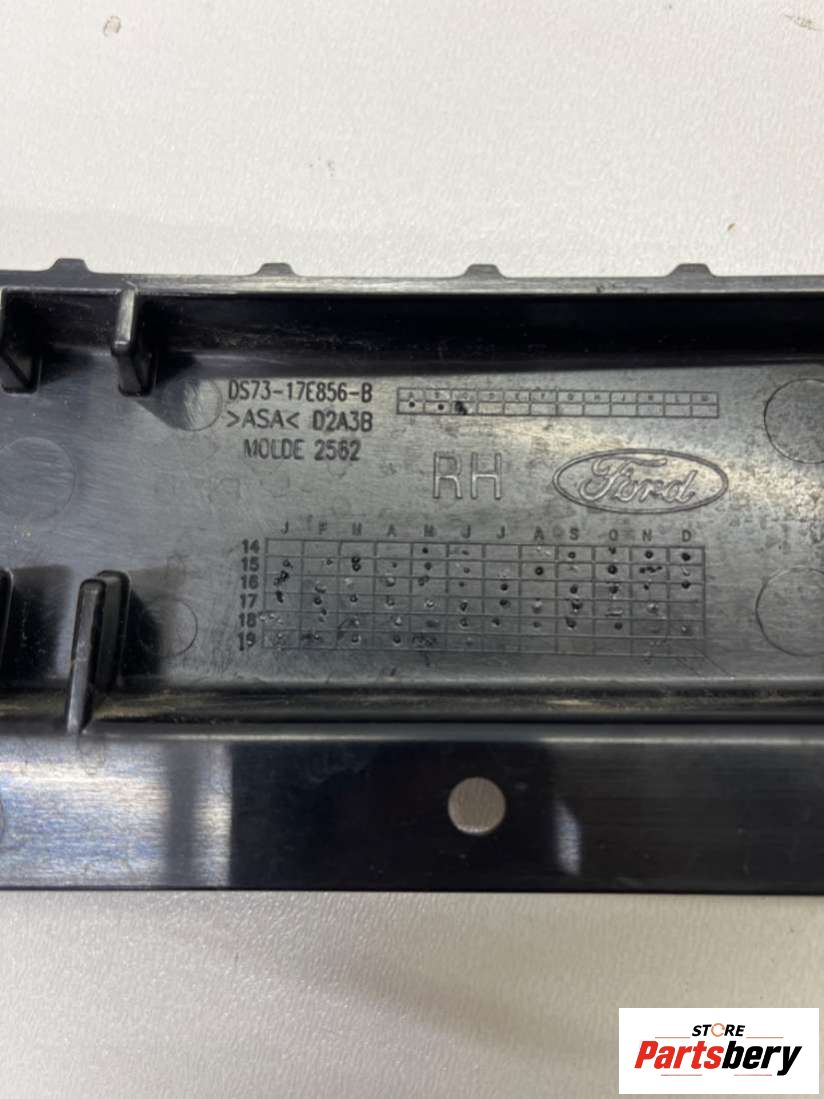 DS73-17E856-B
>ASA< D2A3B
MOLDE 2562
RH
Ford
J F M A M J J A S O N D
14
15
16
17
18
19
STORE
Partsbery